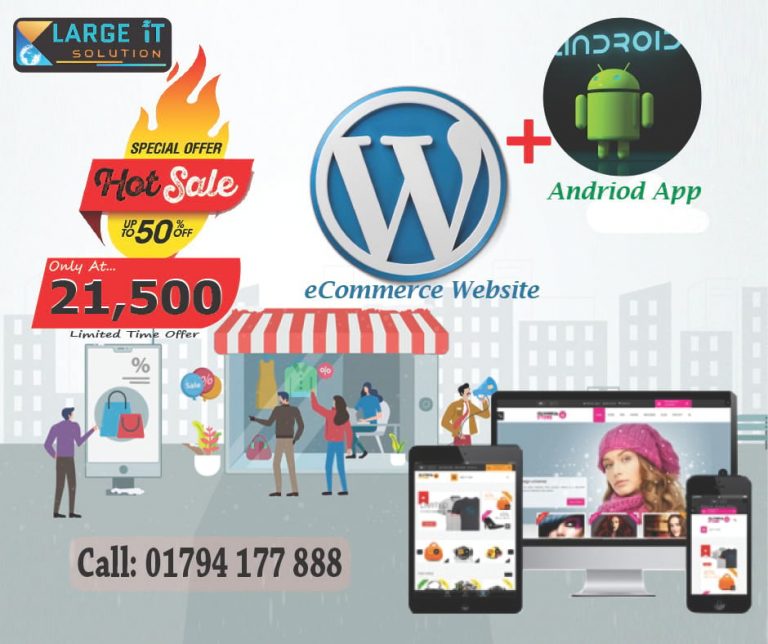 LARGE IT
SOLUTION
SPECIAL OFFER
Hot Sale
UP TO 50% OFF
Only At...
21,500
Limited Time Offer
ANDROID
+
Andriod App
eCommerce Website
%
Sale
%
%
Call: 01794 177 888